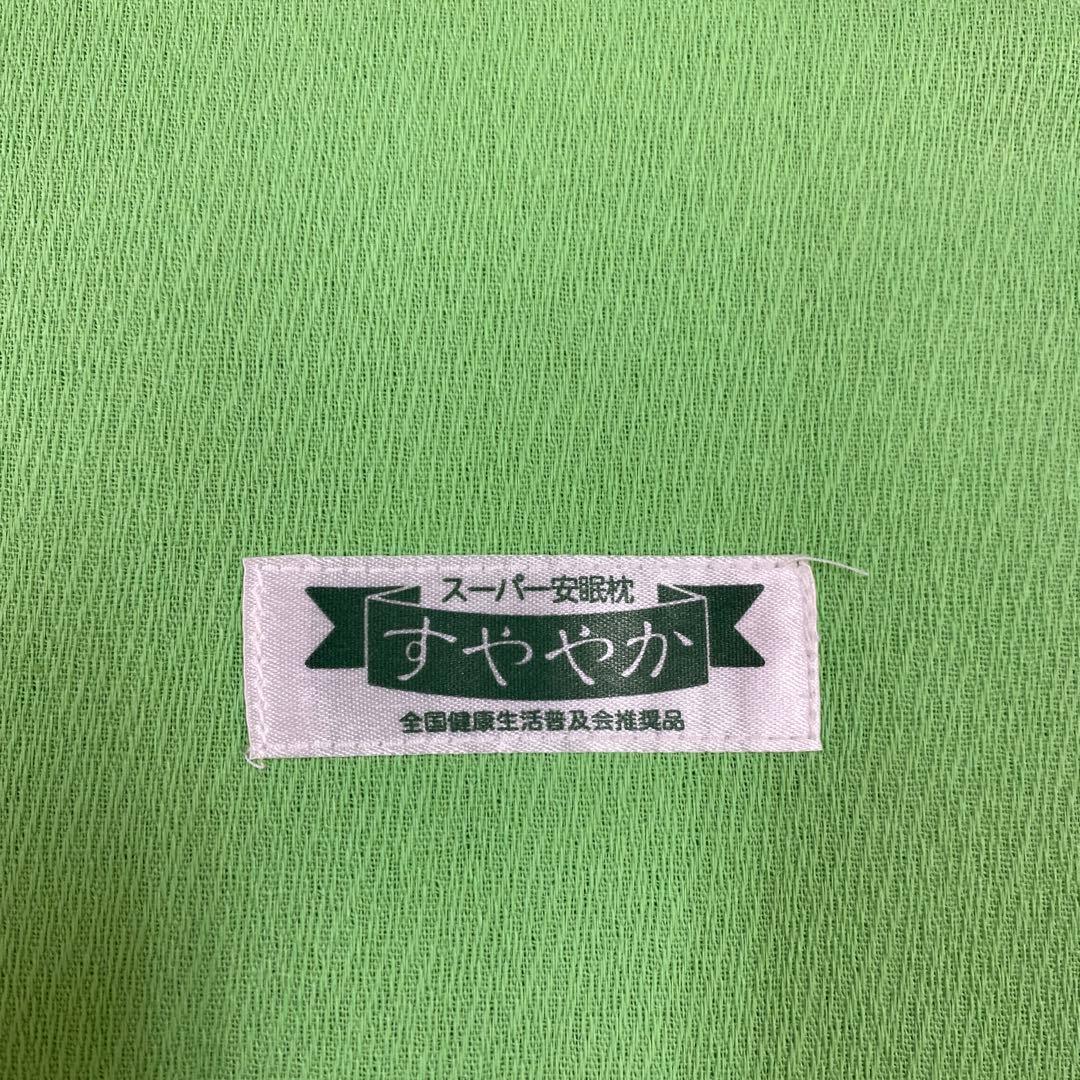 スーパー安眠枕
すややか
全国健康生活普及会推奨品